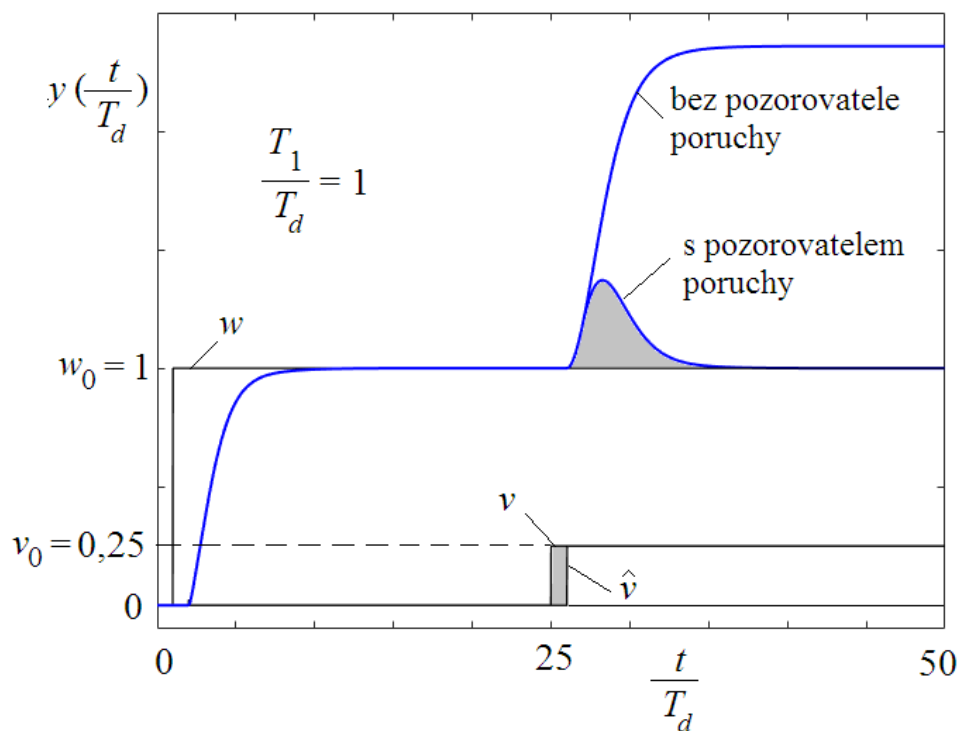 y(t/T_d)
T_1/T_d = 1
bez pozorovatele
poruchy
s pozorovatelem
poruchy
w
w_0 = 1
v
v_0 = 0,25
v̂
0
0
25
t/T_d
50